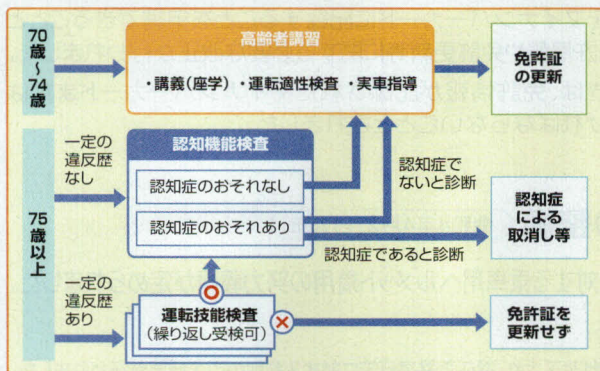 70歳～74歳
高齢者講習
・講義（座学） ・運転適性検査 ・実車指導
免許証の更新
75歳以上
一定の違反歴なし
認知機能検査
認知症のおそれなし
認知症のおそれあり
認知症でないと診断
認知症であると診断
認知症による取消し等
一定の違反歴あり
運転技能検査
（繰り返し受検可）
免許証を更新せず